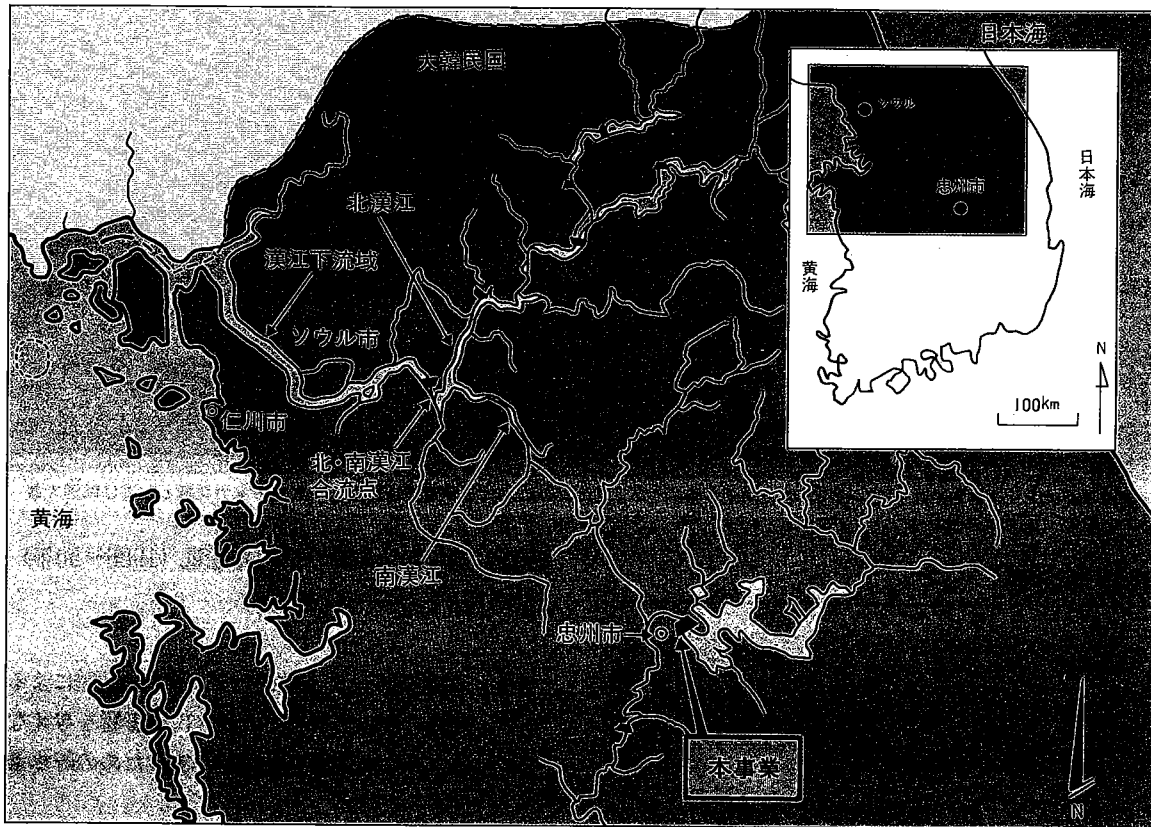 日本海
大韓民国
ソウル
忠州市
日本海
黄海
N
100km
北漢江
漢江下流域
ソウル市
仁川市
北・南漢江
合流点
黄海
南漢江
忠州市
本事業
N